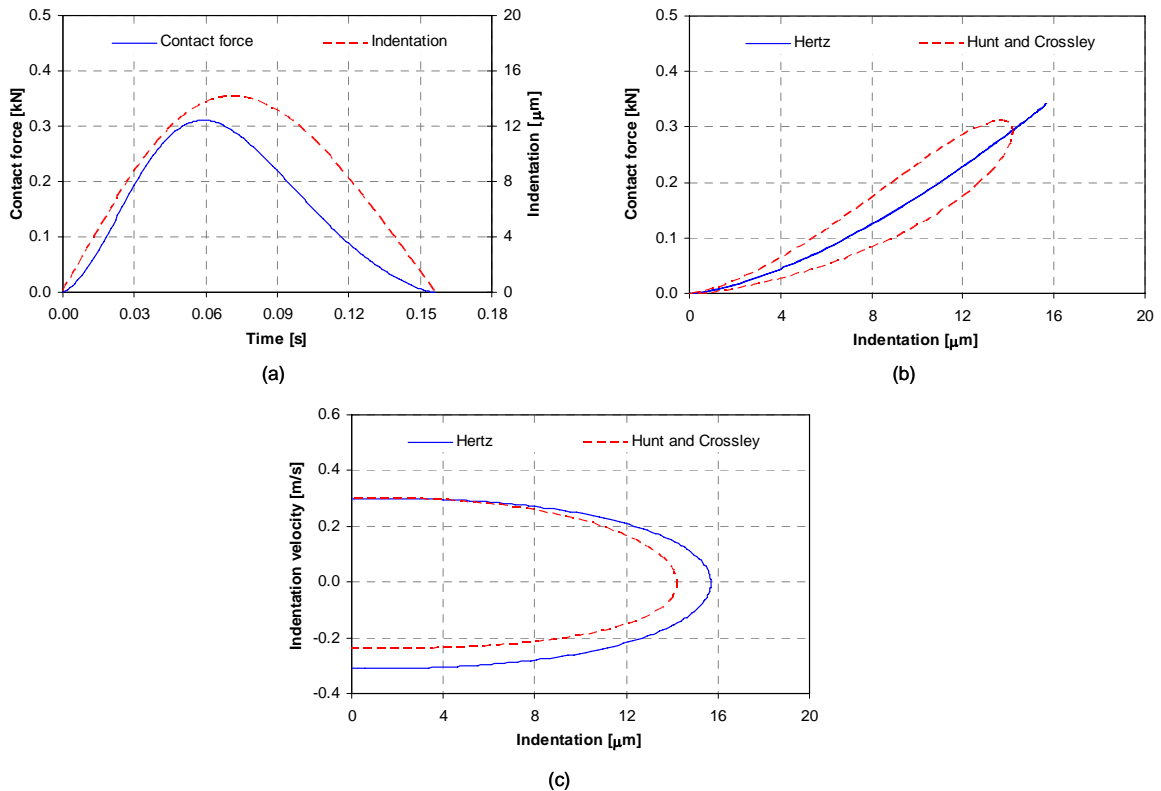 0.5
0.4
0.3
0.2
0.1
0.0
Contact force [kN]
Contact force
Indentation
20
16
12
8
4
0
Indentation [μm]
0.00 0.03 0.06 0.09 0.12 0.15 0.18
Time [s]
(a)
0.5
0.4
0.3
0.2
0.1
0.0
Contact force [kN]
Hertz
Hunt and Crossley
0 4 8 12 16 20
Indentation [μm]
(b)
0.6
0.4
0.2
0.0
-0.2
-0.4
Indentation velocity [m/s]
Hertz
Hunt and Crossley
0 4 8 12 16 20
Indentation [μm]
(c)